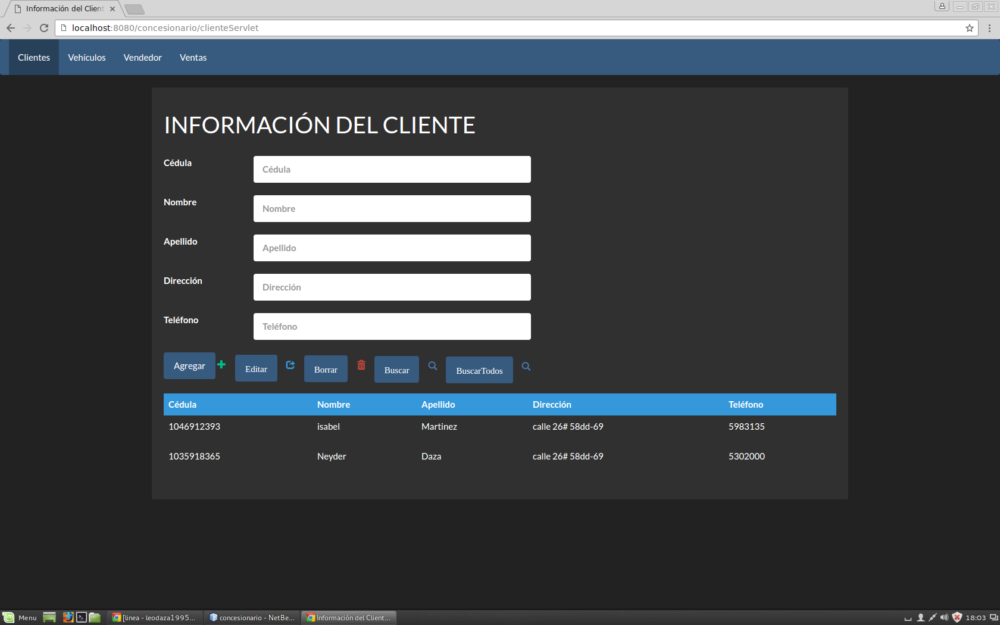 Información del Client
localhost:8080/concesionario/clienteServlet
Clientes Vehículos Vendedor Ventas
INFORMACIÓN DEL CLIENTE
Cédula Cédula
Nombre Nombre
Apellido Apellido
Dirección Dirección
Teléfono Teléfono
Agregar Editar Borrar Buscar BuscarTodos
Cédula Nombre Apellido Dirección Teléfono
1046912393 isabel Martinez calle 26# 58dd-69 5983135
1035918365 Neyder Daza calle 26# 58dd-69 5302000
Menu [linea - leodaza1995... concesionario - NetBe... Información del Client... 18:03